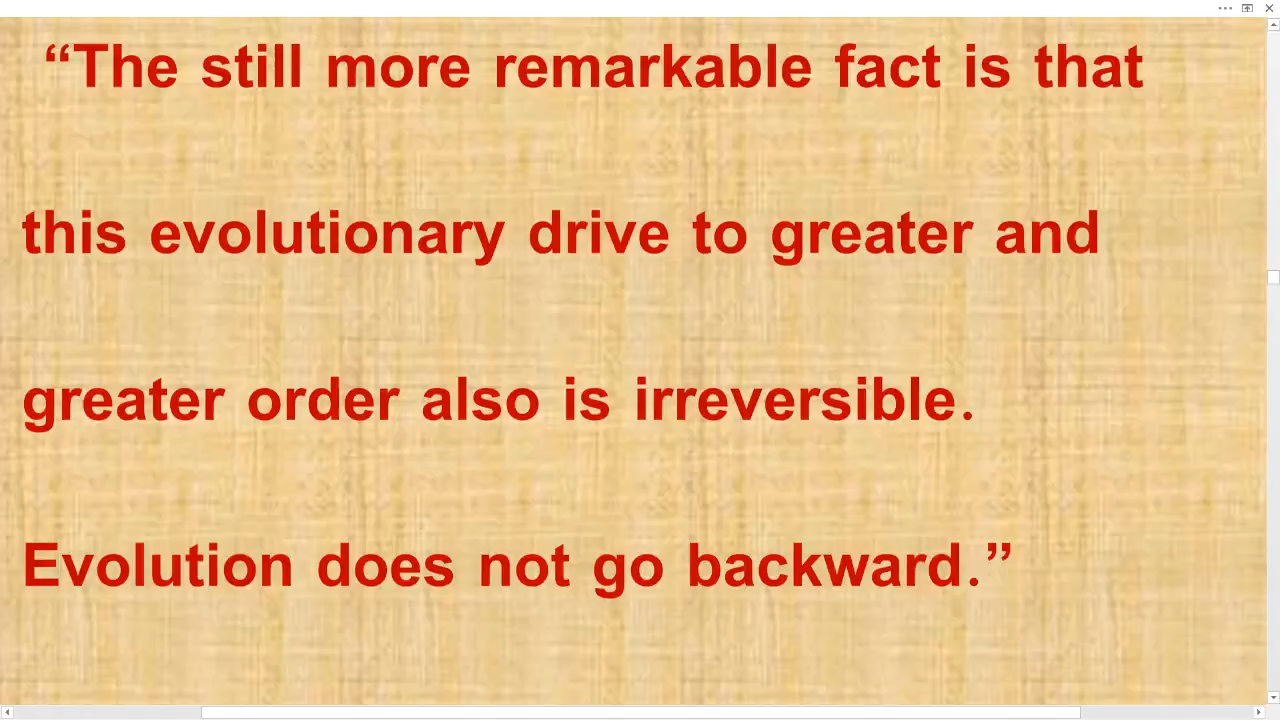 “The still more remarkable fact is that
this evolutionary drive to greater and
greater order also is irreversible.
Evolution does not go backward.”